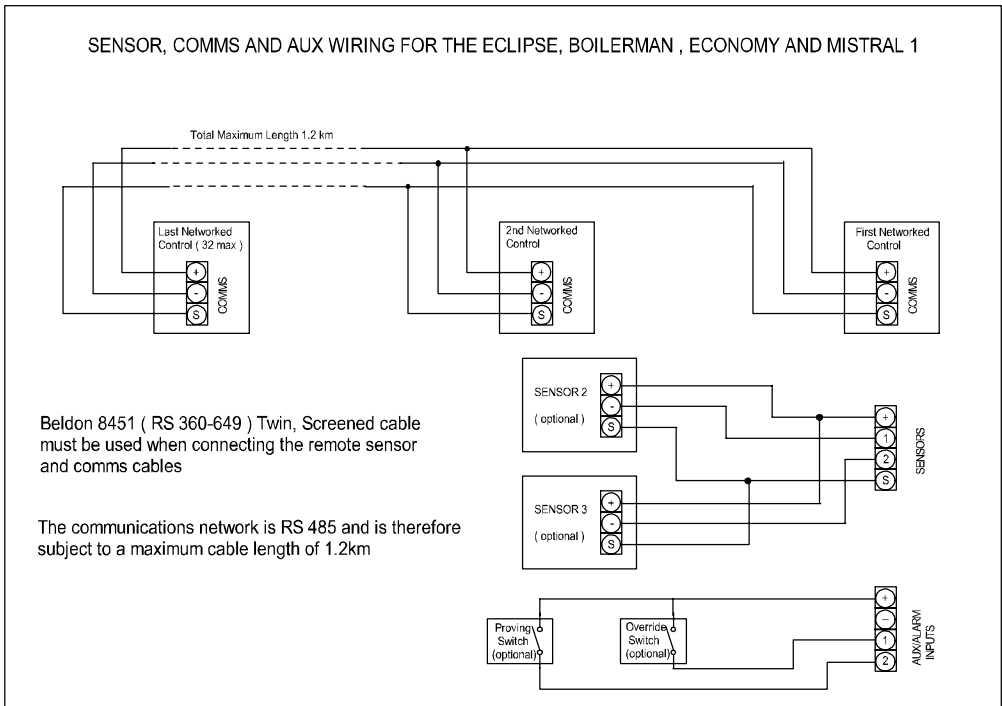 SENSOR, COMMS AND AUX WIRING FOR THE ECLIPSE, BOILERMAN , ECONOMY AND MISTRAL 1
Total Maximum Length 1.2 km
Last Networked
Control ( 32 max )
+
-
S
COMMS
2nd Networked
Control
+
-
S
COMMS
First Networked
Control
+
-
S
COMMS
Beldon 8451 ( RS 360-649 ) Twin, Screened cable
must be used when connecting the remote sensor
and comms cables
The communications network is RS 485 and is therefore
subject to a maximum cable length of 1.2km
SENSOR 2
( optional )
+
-
S
SENSOR 3
( optional )
+
-
S
+
1
2
S
SENSORS
Proving
Switch
(optional)
Override
Switch
(optional)
+
–
1
2
AUX/ALARM
INPUTS